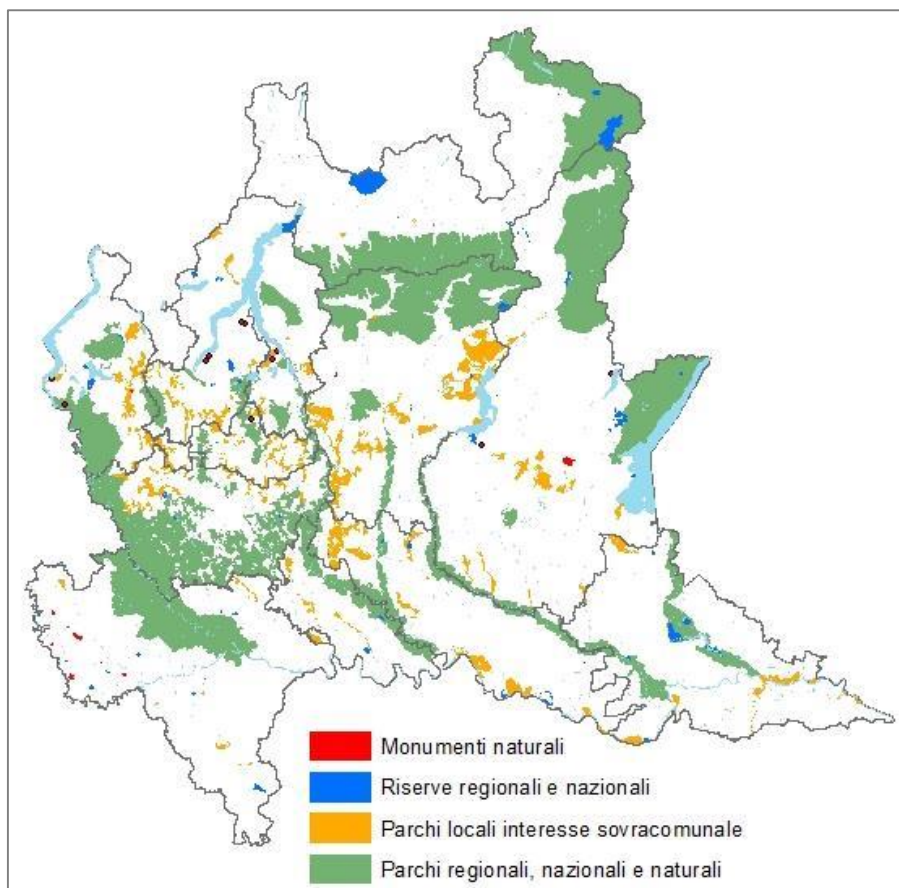 Monumenti naturali
Riserve regionali e nazionali
Parchi locali interesse sovracomunale
Parchi regionali, nazionali e naturali